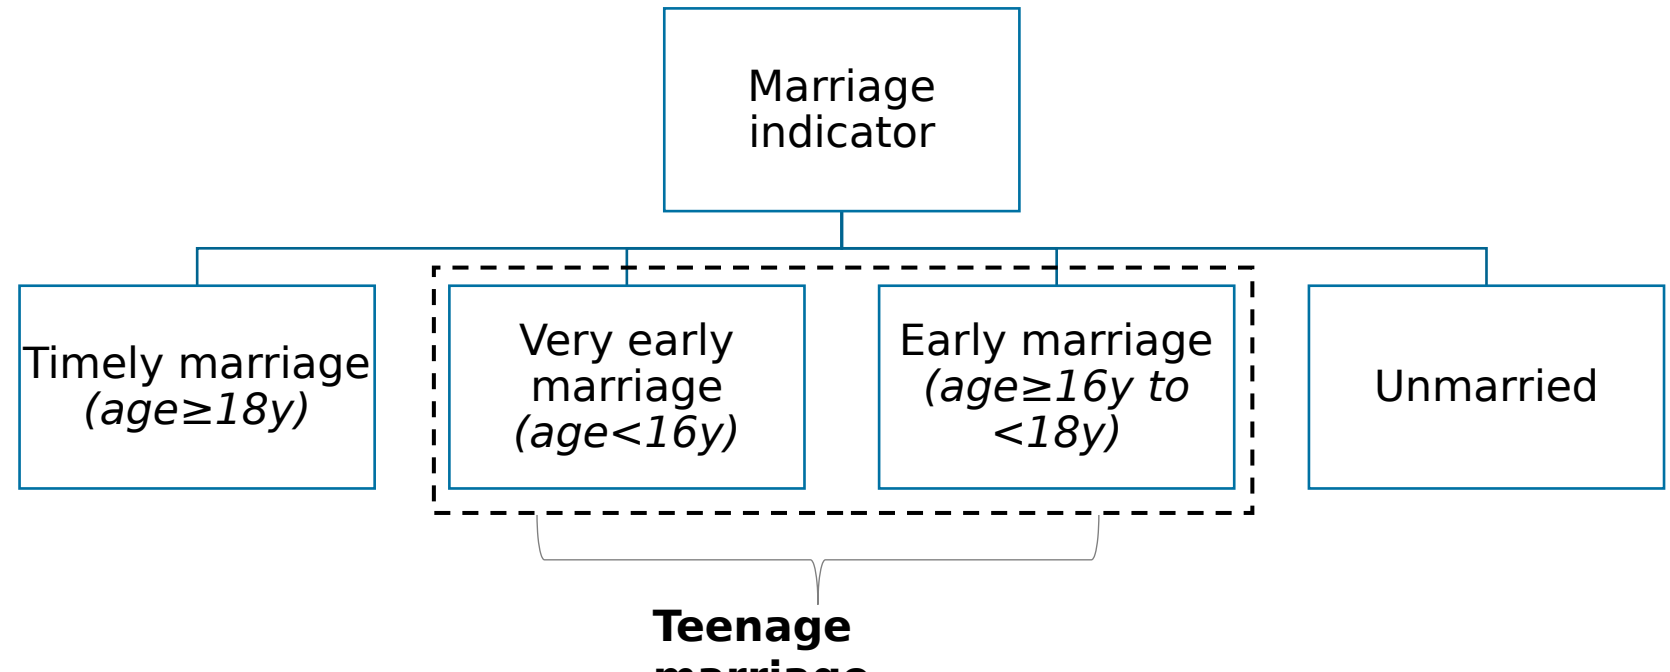 Marriage
indicator
Timely marriage
(age≥18y)
Very early
marriage
(age<16y)
Early marriage
(age≥16y to
<18y)
Unmarried
Teenage
marriage